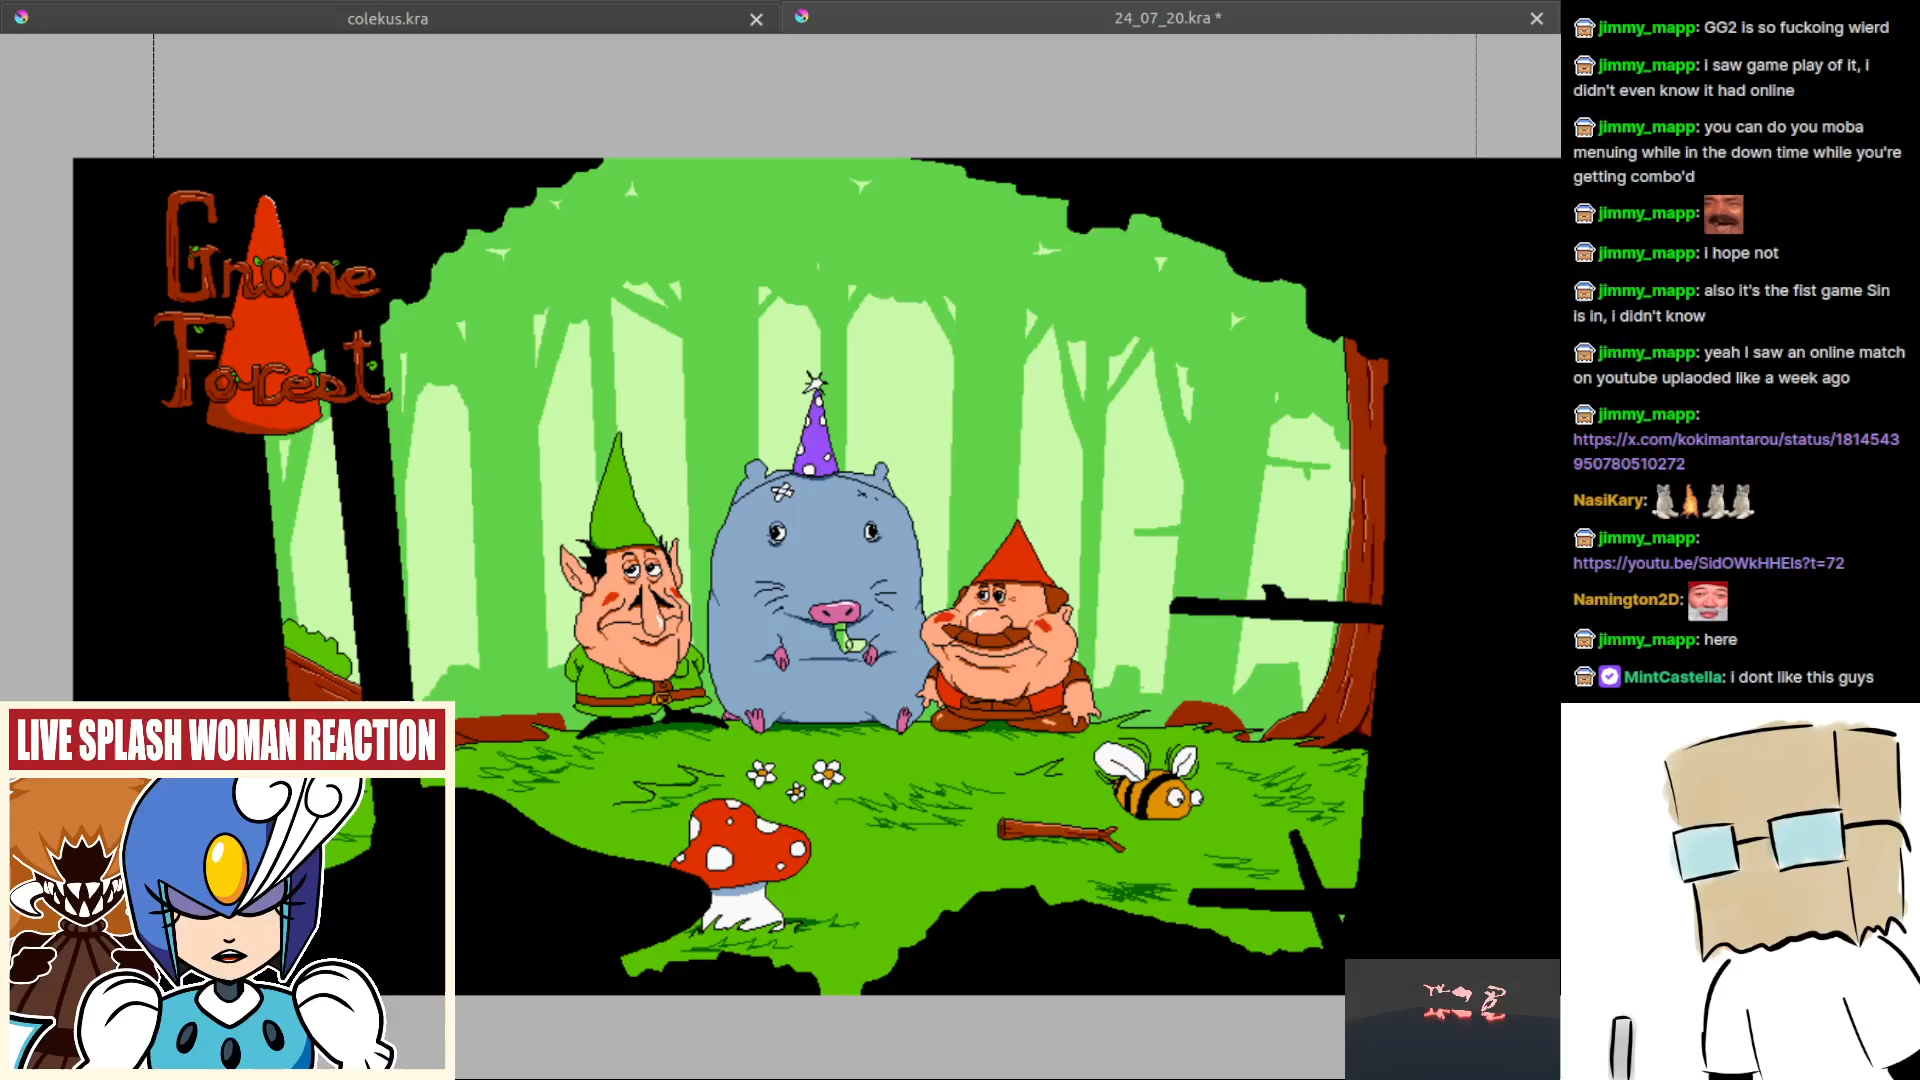 colekus.kra
24_07_20.kra *
Gnome
Forest
LIVE SPLASH WOMAN REACTION
jimmy_mapp: GG2 is so fuckoing wierd
jimmy_mapp: i saw game play of it, i
didn't even know it had online
jimmy_mapp: you can do you moba
menuing while in the down time while you're
getting combo'd
jimmy_mapp:
jimmy_mapp: i hope not
jimmy_mapp: also it's the fist game Sin
is in, i didn't know
jimmy_mapp: yeah I saw an online match
on youtube uplaoded like a week ago
jimmy_mapp:
https://x.com/kokimantarou/status/1814543
950780510272
NasiKary:
jimmy_mapp:
https://youtu.be/SidOWkHHEIs?t=72
Namington2D:
jimmy_mapp: here
MintCastella: i dont like this guys